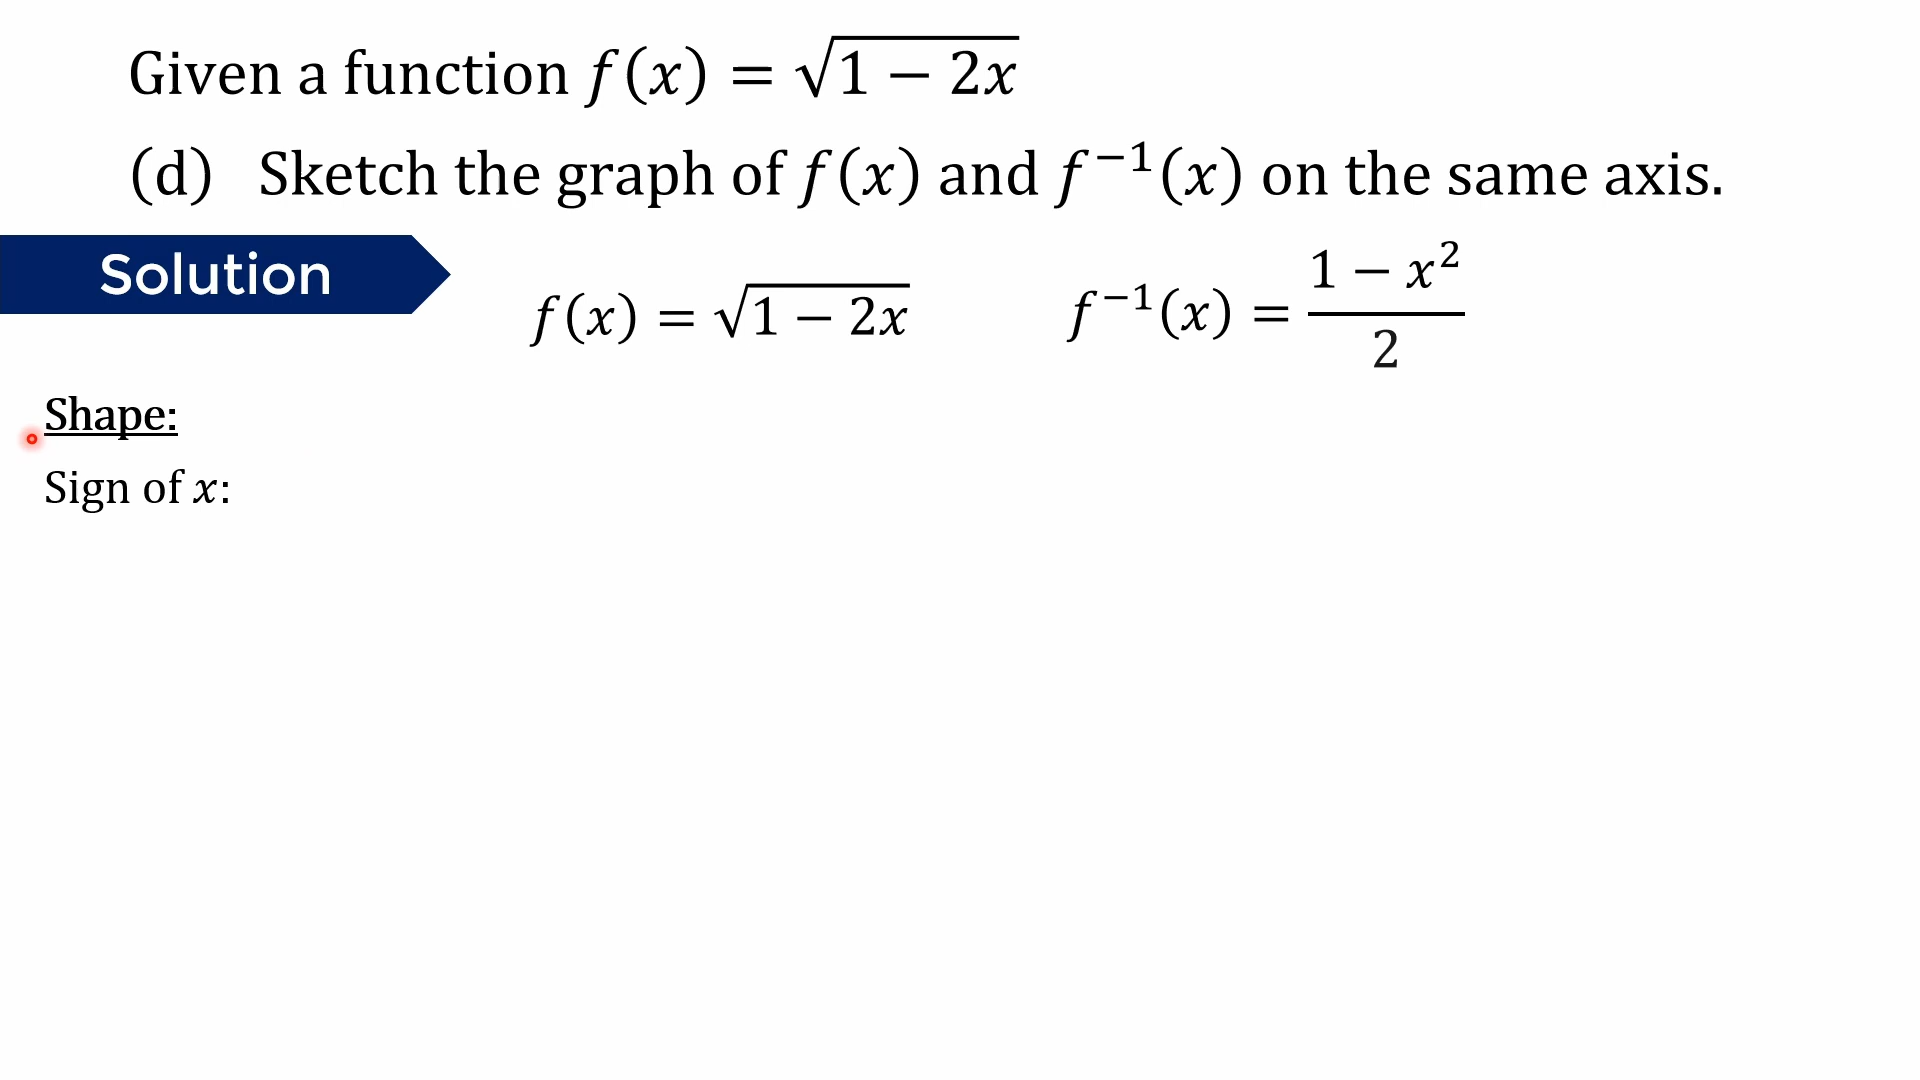 Given a function f(x) = √(1 − 2x)
(d) Sketch the graph of f(x) and f⁻¹(x) on the same axis.
Solution
f(x) = √(1 − 2x) f⁻¹(x) = (1 − x²)/2
Shape:
Sign of x: